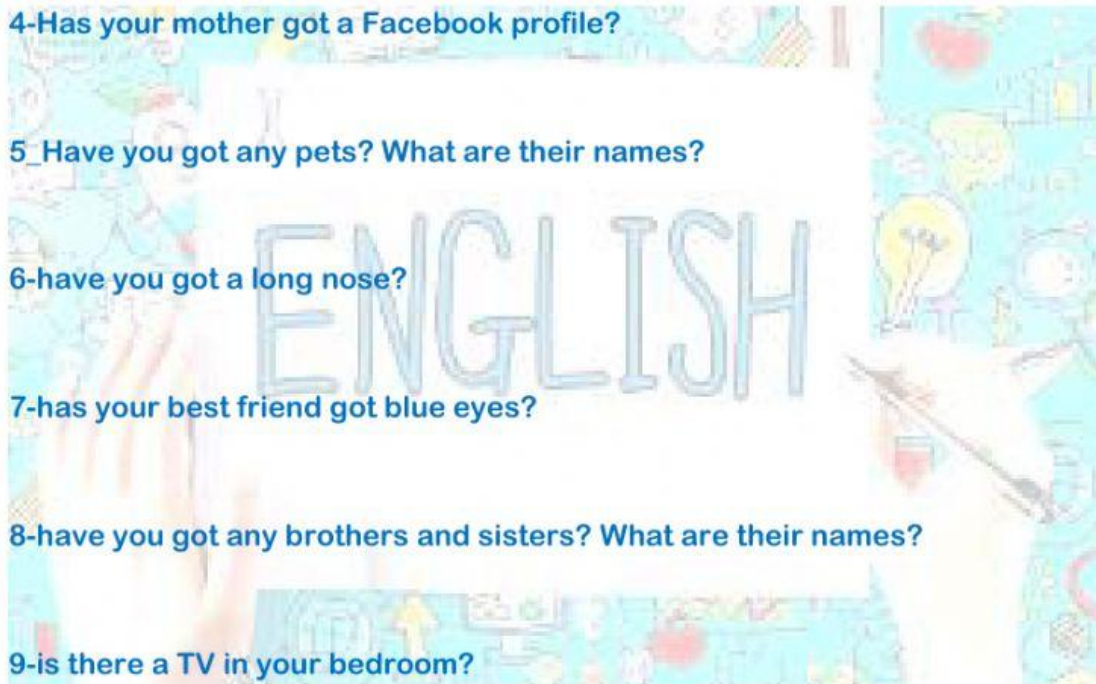 4-Has your mother got a Facebook profile?
5_Have you got any pets? What are their names?
ENGLISH
6-have you got a long nose?
7-has your best friend got blue eyes?
8-have you got any brothers and sisters? What are their names?
9-is there a TV in your bedroom?